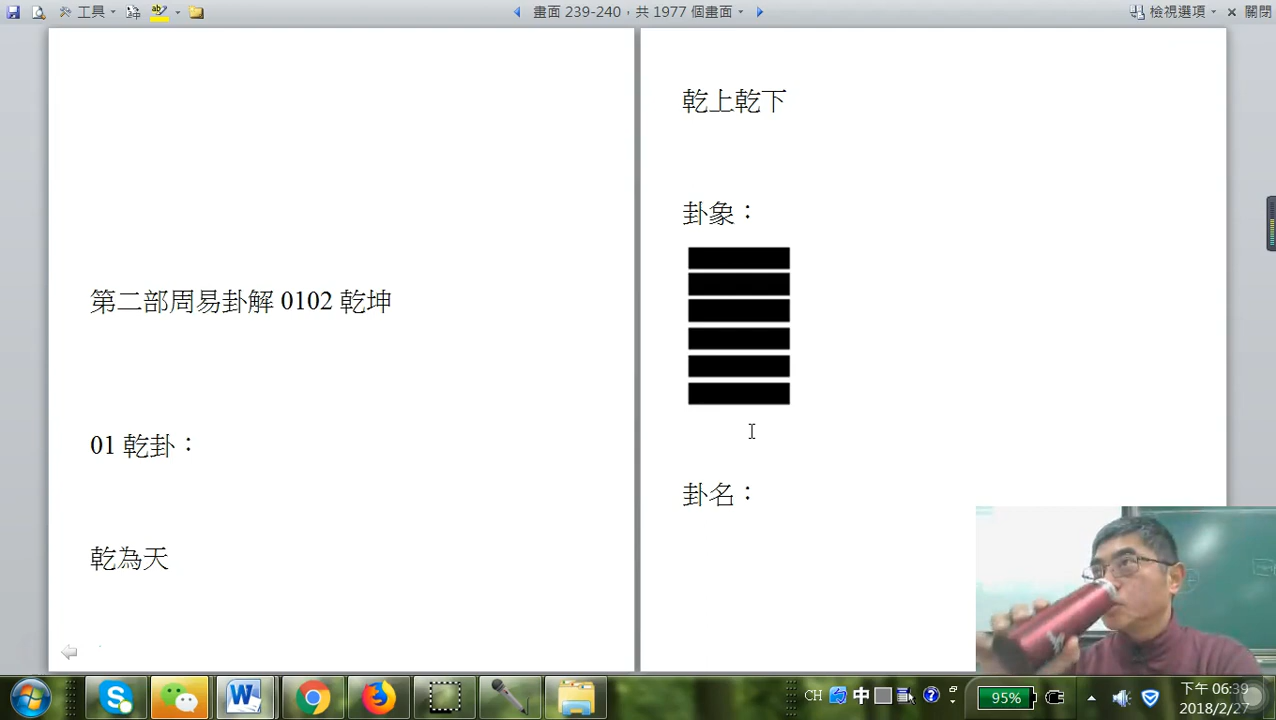 工具
畫面 239-240，共 1977 個畫面
檢視選項
關閉
第二部周易卦解 0102 乾坤
01 乾卦：
乾為天
乾上乾下
卦象：
卦名：
CH
中
95%
下午 06:39
2018/2/27